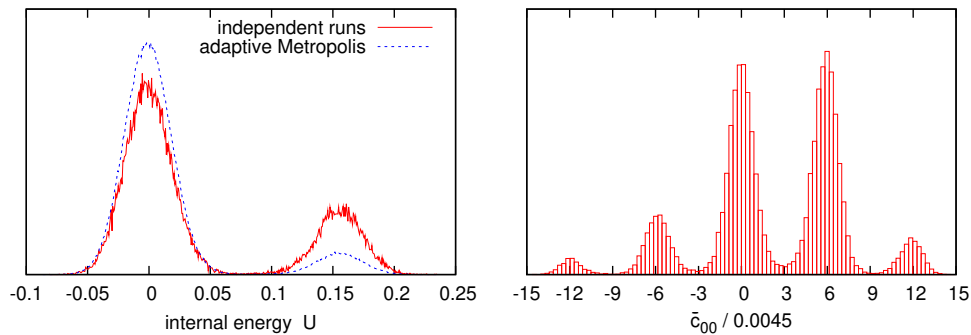 independent runs
adaptive Metropolis
-0.1 -0.05 0 0.05 0.1 0.15 0.2 0.25
internal energy U
-15 -12 -9 -6 -3 0 3 6 9 12 15
c̄₀₀ / 0.0045